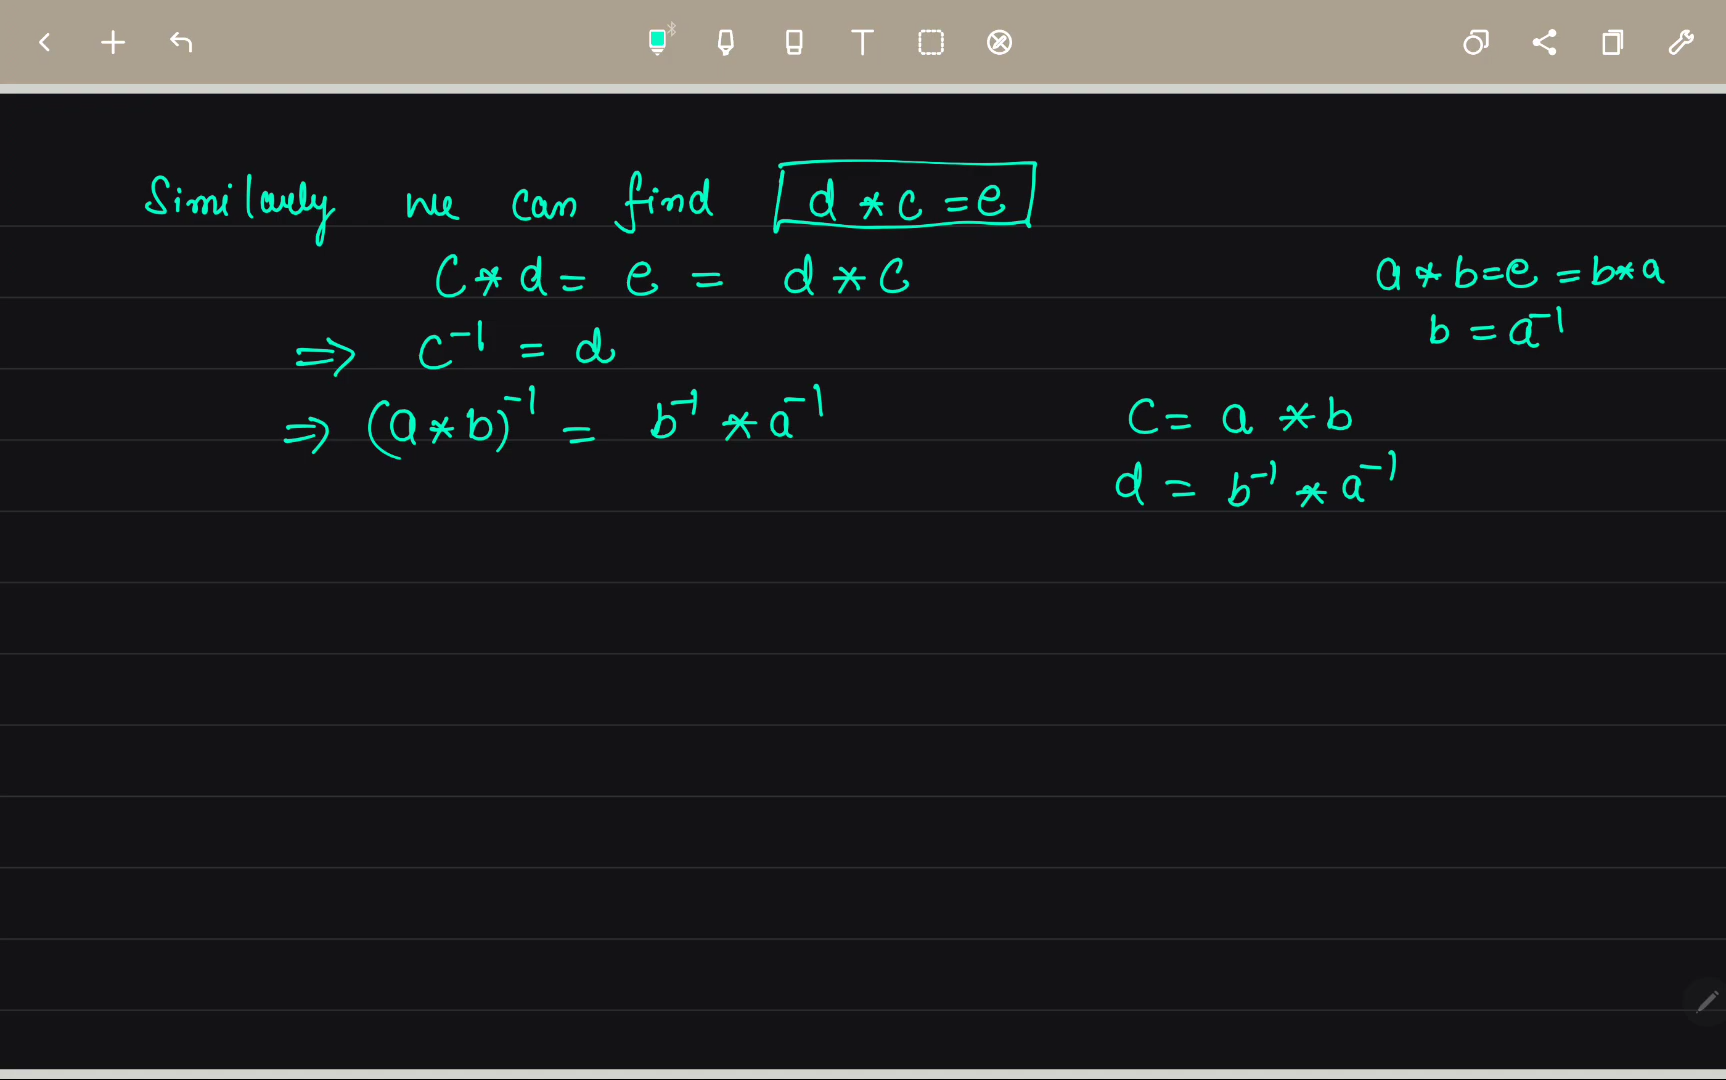 Similarly we can find d * c = e
C * d = e = d * c
a * b = e = b * a
b = a⁻¹
⇒ c⁻¹ = d
⇒ (a * b)⁻¹ = b⁻¹ * a⁻¹
C = a * b
d = b⁻¹ * a⁻¹